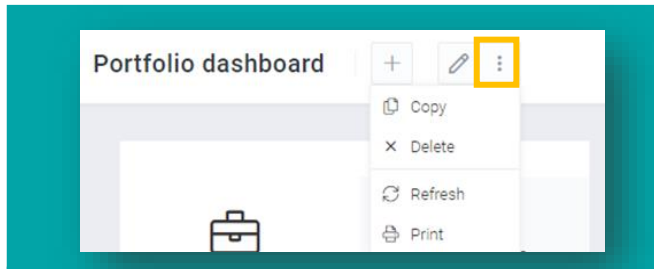 Portfolio dashboard
Copy
Delete
Refresh
Print